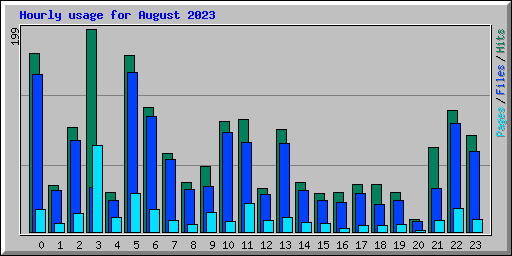 Hourly usage for August 2023
199
Pages/Files/Hits
0 1 2 3 4 5 6 7 8 9 10 11 12 13 14 15 16 17 18 19 20 21 22 23